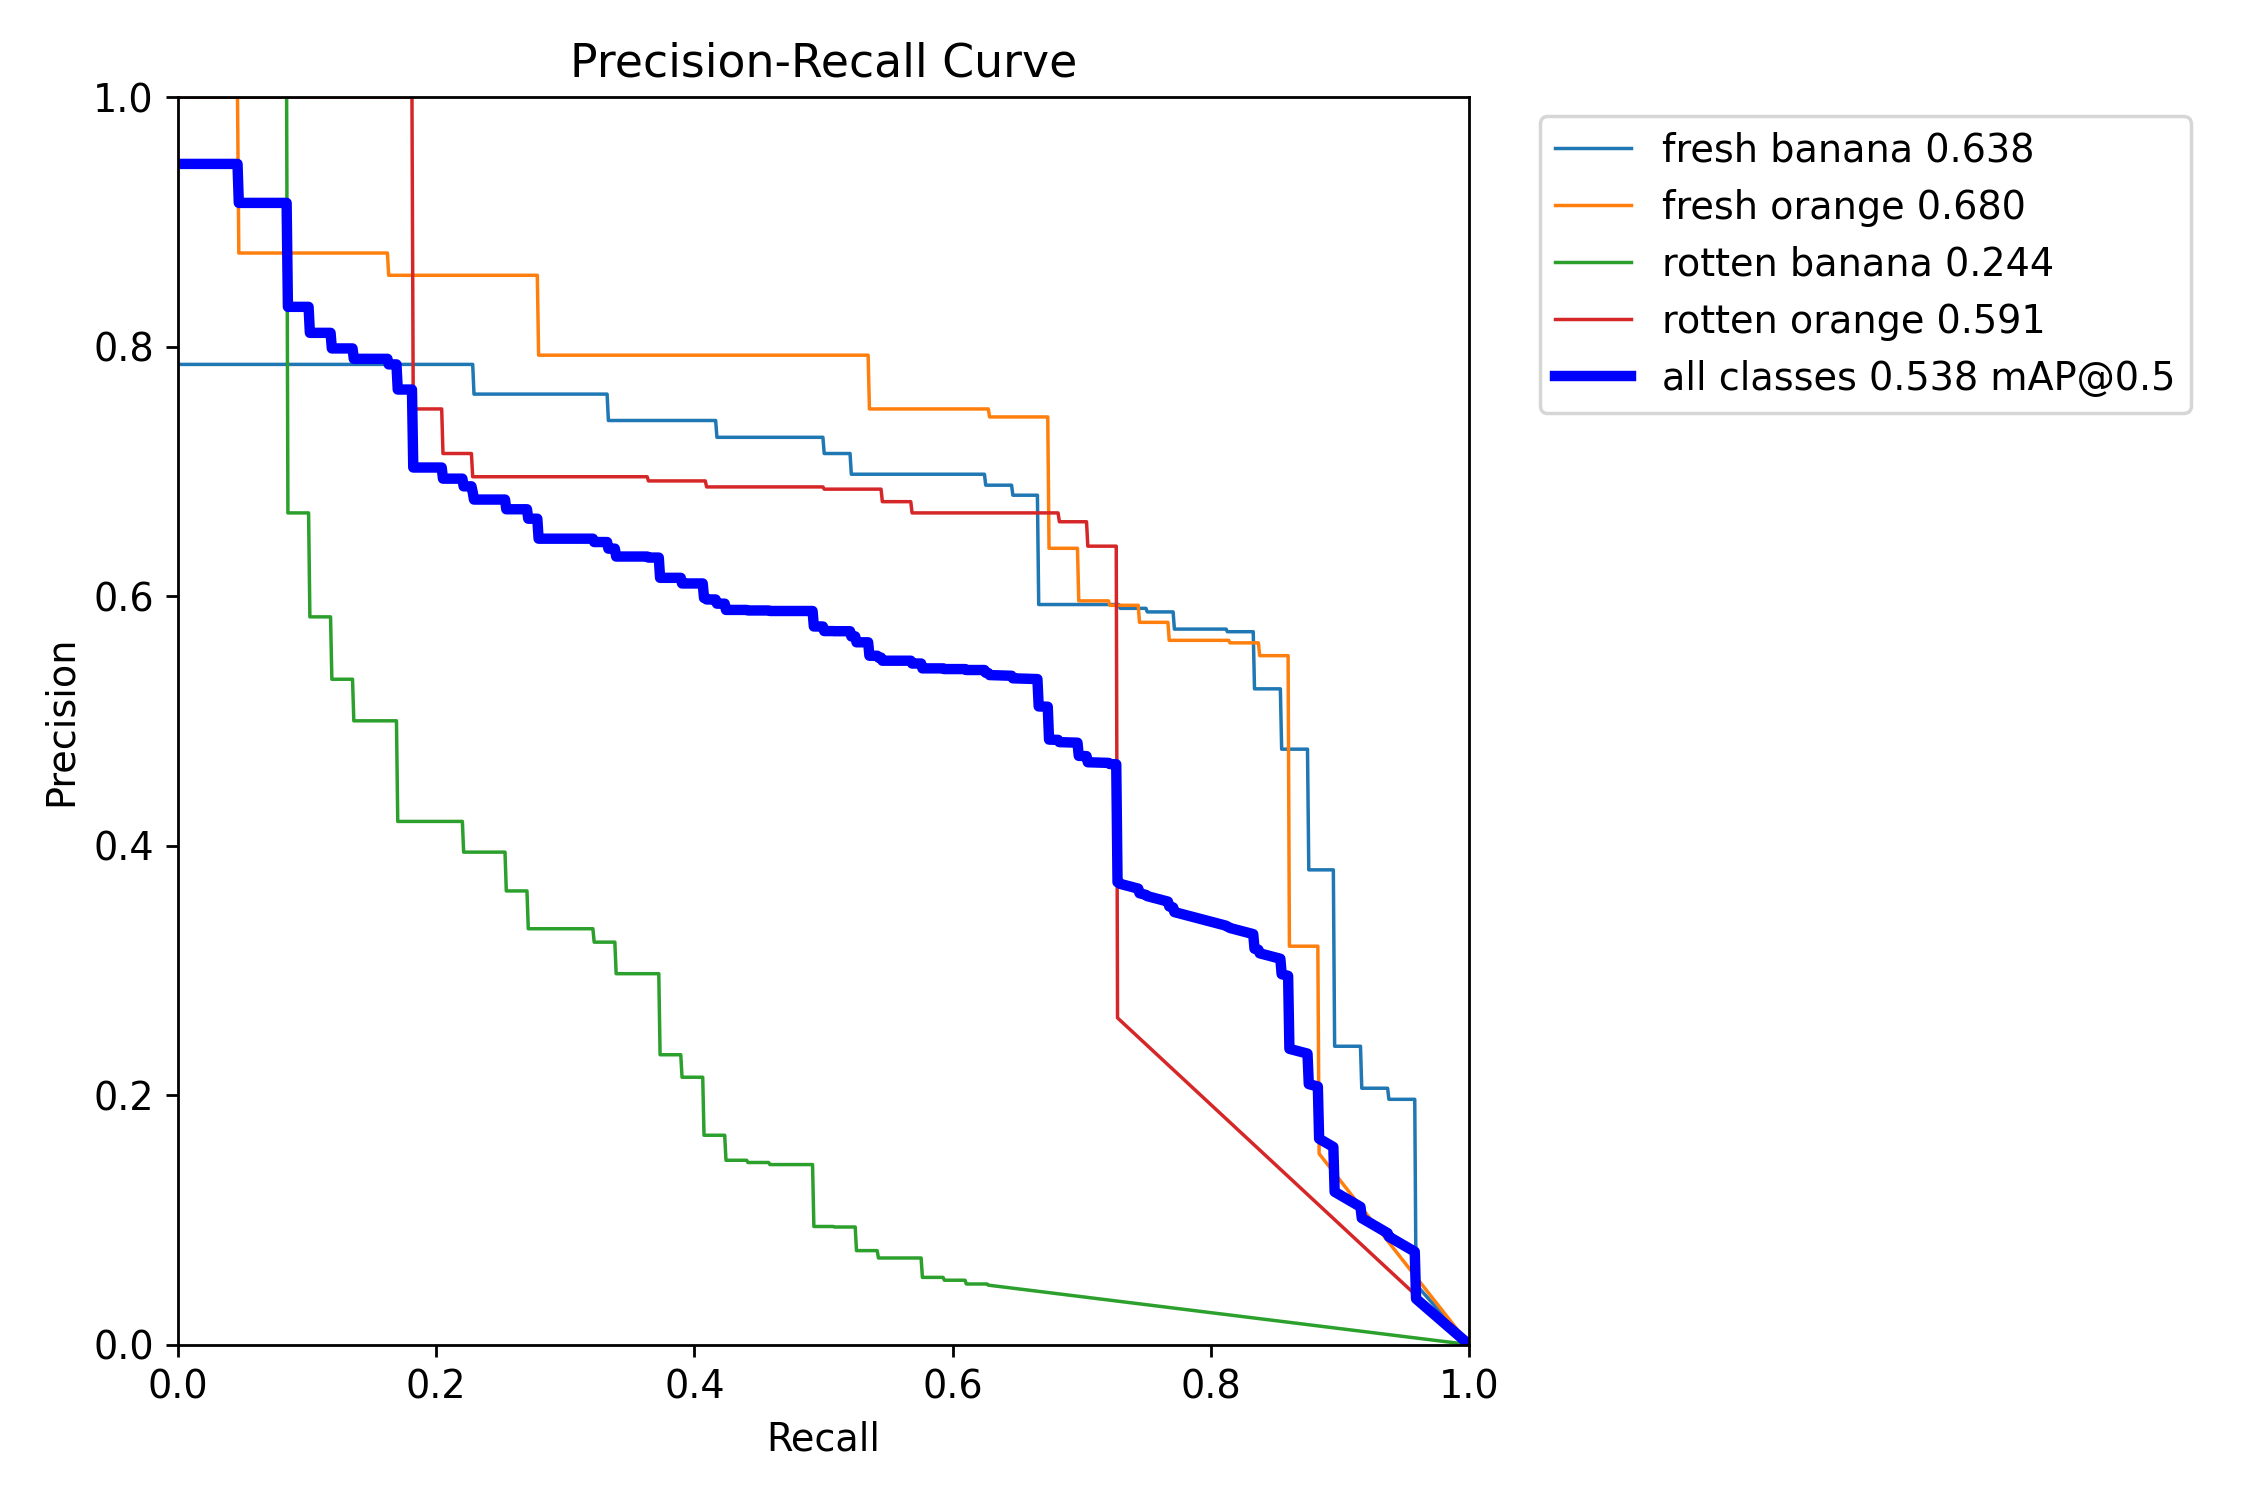 Precision-Recall Curve
1.0
0.8
0.6
0.4
0.2
0.0
Precision
0.0 0.2 0.4 0.6 0.8 1.0
Recall
fresh banana 0.638
fresh orange 0.680
rotten banana 0.244
rotten orange 0.591
all classes 0.538 mAP@0.5